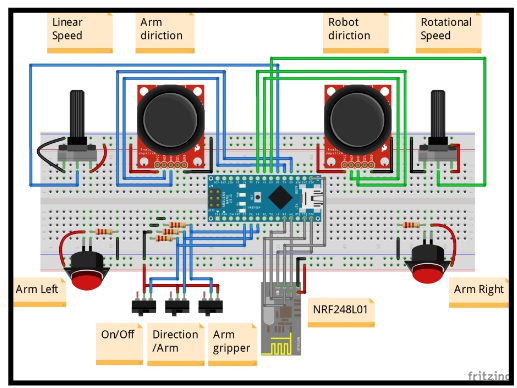 Linear
Speed
Arm
diriction
Robot
diriction
Rotational
Speed
Arm Left
Arm Right
NRF248L01
On/Off
Direction
/Arm
Arm
gripper
fritzing